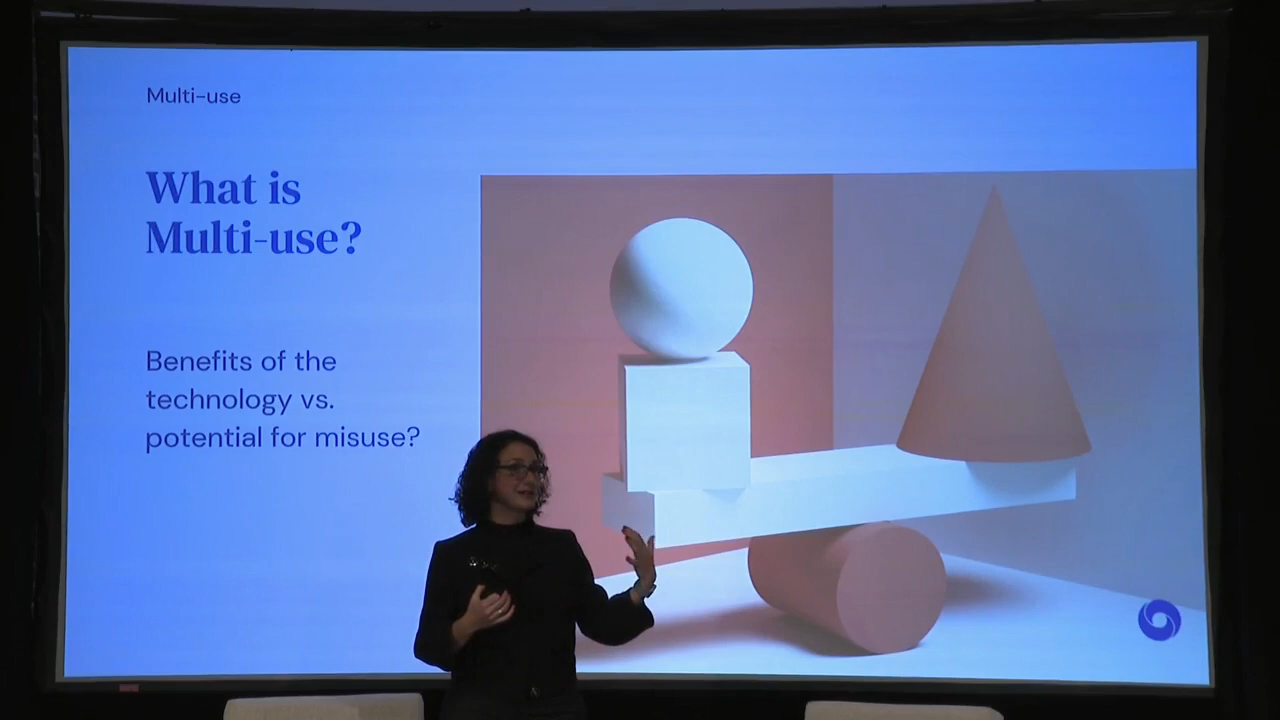 Multi-use
What is
Multi-use?
Benefits of the
technology vs.
potential for misuse?